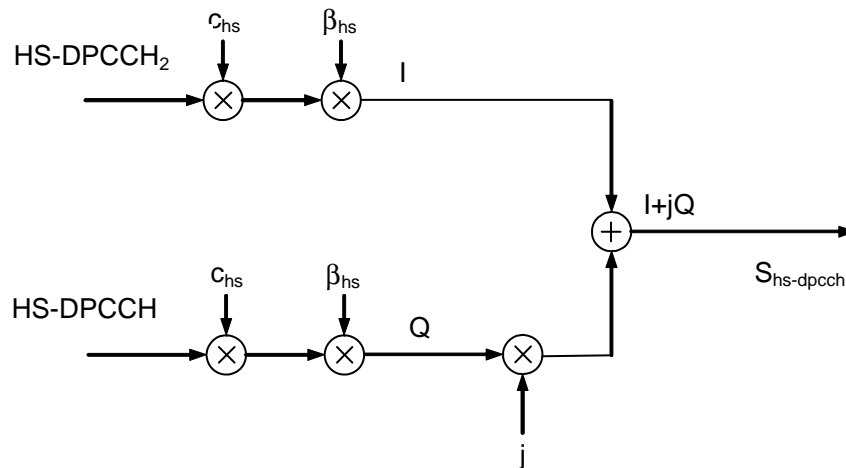 c_hs β_hs
HS-DPCCH₂
I
I+jQ
S_hs-dpcch
c_hs β_hs
HS-DPCCH
Q
j